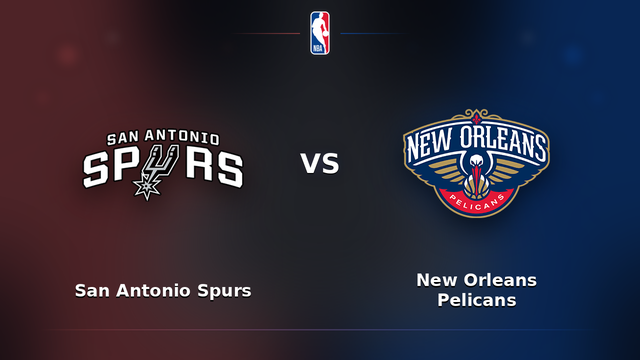 NBA
SAN ANTONIO
SPURS
VS
NEW ORLEANS
PELICANS
San Antonio Spurs
New Orleans
Pelicans